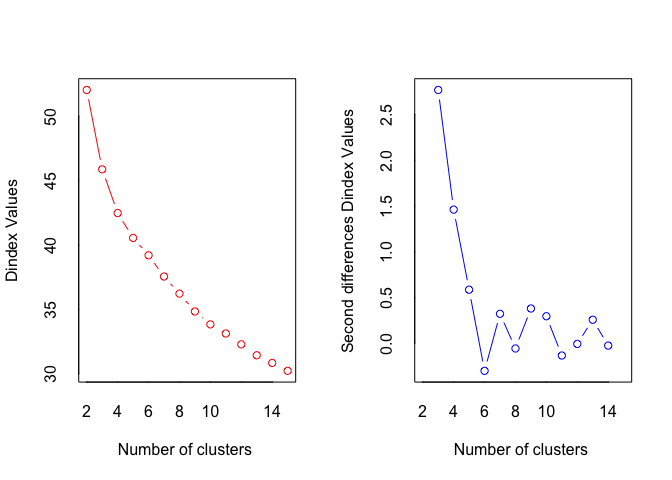 Dindex Values
50
45
40
35
30
2 4 6 8 10 14
Number of clusters
Second differences Dindex Values
2.5
2.0
1.5
1.0
0.5
0.0
2 4 6 8 10 14
Number of clusters